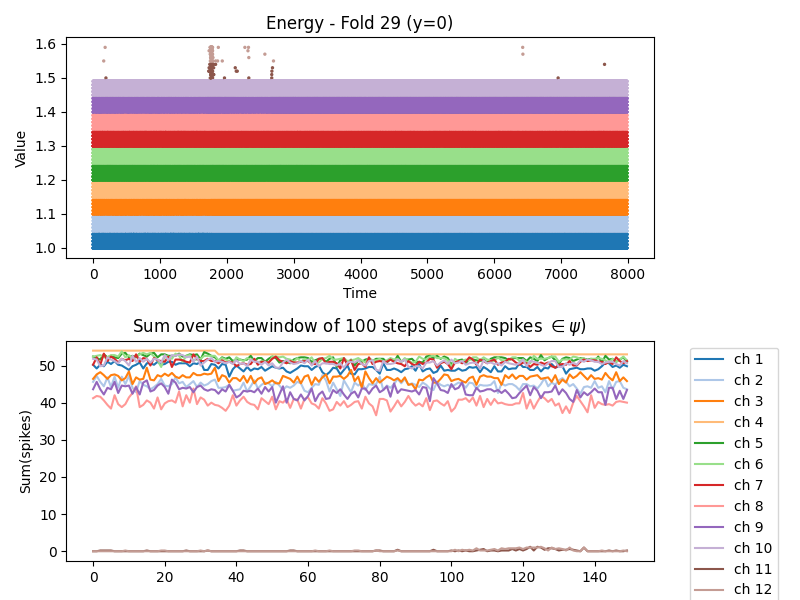 Energy - Fold 29 (y=0)
Value
1.6
1.5
1.4
1.3
1.2
1.1
1.0
0 1000 2000 3000 4000 5000 6000 7000 8000
Time
Sum over timewindow of 100 steps of avg(spikes ∈ ψ)
Sum(spikes)
50
40
30
20
10
0
0 20 40 60 80 100 120 140
ch 1
ch 2
ch 3
ch 4
ch 5
ch 6
ch 7
ch 8
ch 9
ch 10
ch 11
ch 12